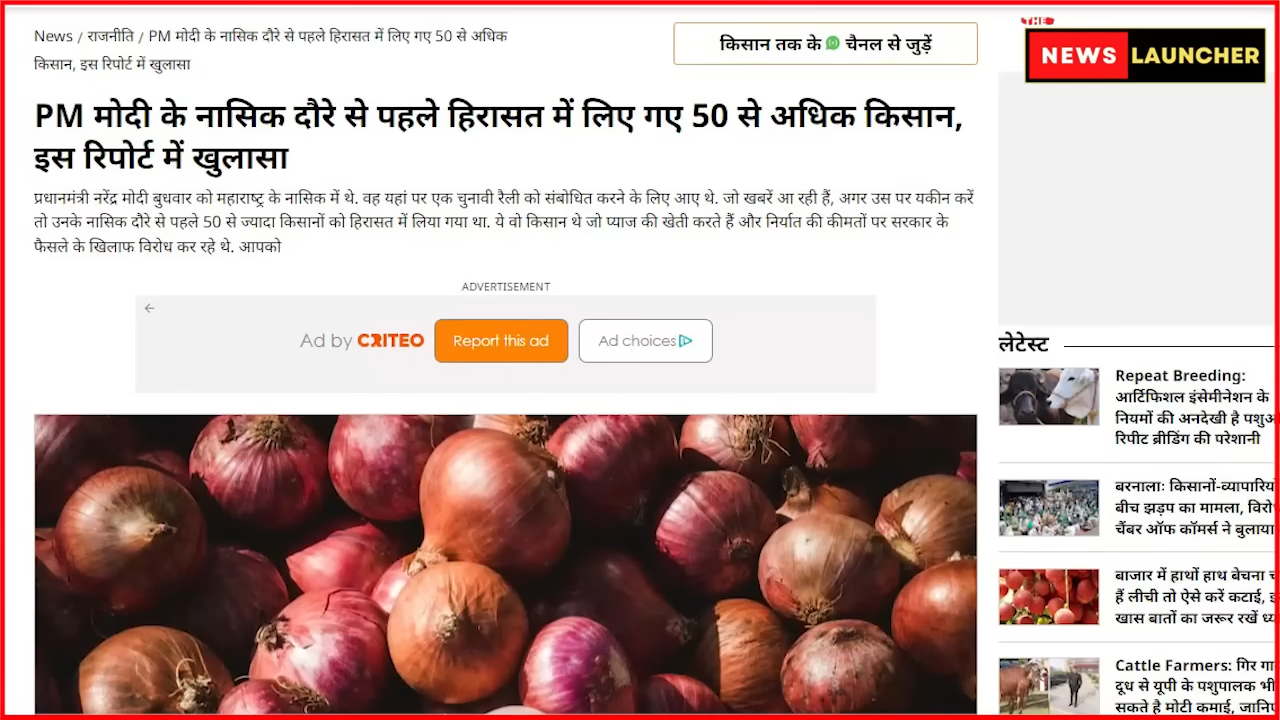 News / राजनीति / PM मोदी के नासिक दौरे से पहले हिरासत में लिए गए 50 से अधिक
किसान, इस रिपोर्ट में खुलासा
किसान तक के चैनल से जुड़ें
THE
NEWS LAUNCHER
PM मोदी के नासिक दौरे से पहले हिरासत में लिए गए 50 से अधिक किसान,
इस रिपोर्ट में खुलासा
प्रधानमंत्री नरेंद्र मोदी बुधवार को महाराष्ट्र के नासिक में थे. वह यहां पर एक चुनावी रैली को संबोधित करने के लिए आए थे. जो खबरें आ रही हैं, अगर उस पर यकीन करें
तो उनके नासिक दौरे से पहले 50 से ज्यादा किसानों को हिरासत में लिया गया था. ये वो किसान थे जो प्याज की खेती करते हैं और निर्यात की कीमतों पर सरकार के
फैसले के खिलाफ विरोध कर रहे थे. आपको
ADVERTISEMENT
Ad by CRITEO
Report this ad
Ad choices
लेटेस्ट
Repeat Breeding:
आर्टिफिशल इंसेमीनेशन के
नियमों की अनदेखी है पशुअ
रिपीट ब्रीडिंग की परेशानी
बरनालाः किसानों-व्यापारिय
बीच झड़प का मामला, विरो
चैंबर ऑफ कॉमर्स ने बुलाया
बाजार में हाथों हाथ बेचना च
हैं लीची तो ऐसे करें कटाई, इ
खास बातों का जरूर रखें ध्य
Cattle Farmers: गिर गा
दूध से यूपी के पशुपालक भी
सकते है मोटी कमाई, जानि